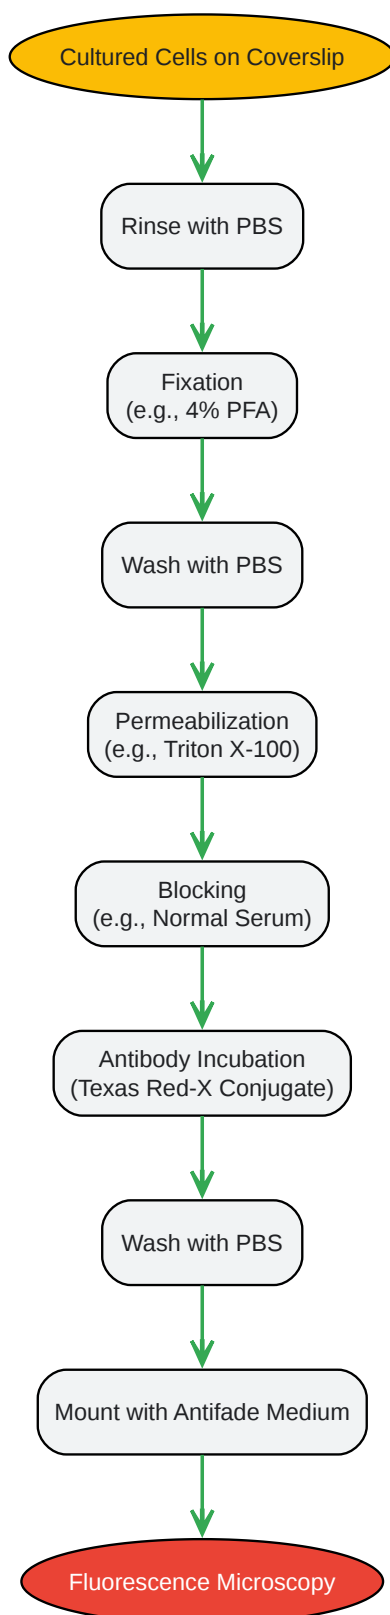 Cultured Cells on Coverslip
Rinse with PBS
Fixation
(e.g., 4% PFA)
Wash with PBS
Permeabilization
(e.g., Triton X-100)
Blocking
(e.g., Normal Serum)
Antibody Incubation
(Texas Red-X Conjugate)
Wash with PBS
Mount with Antifade Medium
Fluorescence Microscopy